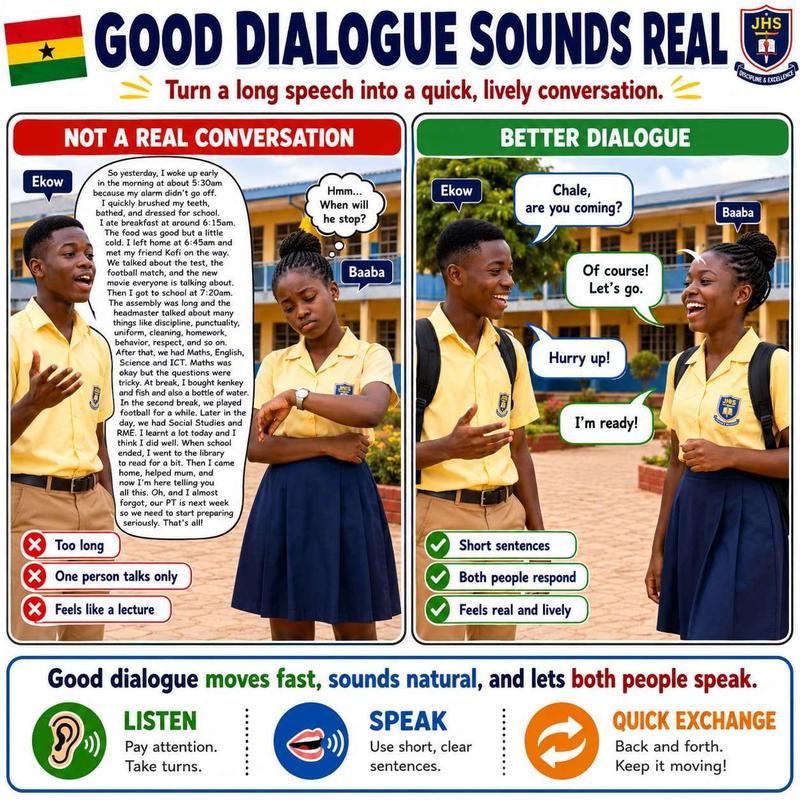 GOOD DIALOGUE SOUNDS REAL
JHS
DISCIPLINE & EXCELLENCE
Turn a long speech into a quick, lively conversation.
NOT A REAL CONVERSATION
Ekow
So yesterday, I woke up early
in the morning at about 5:30am
because my alarm didn't go off.
I quickly brushed my teeth,
bathed, and dressed for school.
I ate breakfast at around 6:15am.
The food was good but a little
cold. I left home at 6:45am and
met my friend Kofi on the way.
We talked about the test, the
football match, and the new
movie everyone is talking about.
Then I got to school at 7:20am.
The assembly was long and the
headmaster talked about many
things like discipline, punctuality,
uniform, cleaning, homework,
behavior, respect, and so on.
After that, we had Maths, English,
Science and ICT. Maths was
okay but the questions were
tricky. At break, I bought kenkey
and fish and also a bottle of water.
In the second break, we played
football for a while. Later in the
day, we had Social Studies and
RME. I learnt a lot today and I
think I did well. When school
ended, I went to the library
to read for a bit. Then I came
home, helped mum, and
now I'm here telling you
all this. Oh, and I almost
forgot, our PT is next week
so we need to start preparing
seriously. That's all!
Hmm...
When will
he stop?
Baaba
Too long
One person talks only
Feels like a lecture
BETTER DIALOGUE
Ekow
Chale,
are you coming?
Baaba
Of course!
Let's go.
Hurry up!
I'm ready!
JHS
Short sentences
Both people respond
Feels real and lively
Good dialogue moves fast, sounds natural, and lets both people speak.
LISTEN
Pay attention.
Take turns.
SPEAK
Use short, clear
sentences.
QUICK EXCHANGE
Back and forth.
Keep it moving!